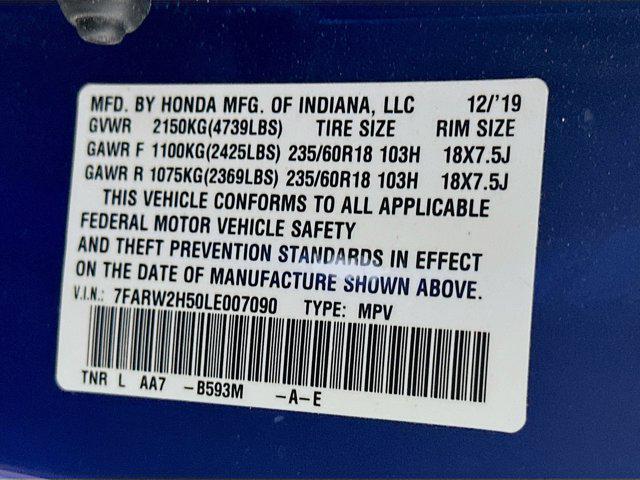 MFD. BY HONDA MFG. OF INDIANA, LLC 12/'19
GVWR 2150KG(4739LBS) TIRE SIZE RIM SIZE
GAWR F 1100KG(2425LBS) 235/60R18 103H 18X7.5J
GAWR R 1075KG(2369LBS) 235/60R18 103H 18X7.5J
THIS VEHICLE CONFORMS TO ALL APPLICABLE
FEDERAL MOTOR VEHICLE SAFETY
AND THEFT PREVENTION STANDARDS IN EFFECT
ON THE DATE OF MANUFACTURE SHOWN ABOVE.
V.I.N.: 7FARW2H50LE007090 TYPE: MPV
TNR L AA7 -B593M -A-E